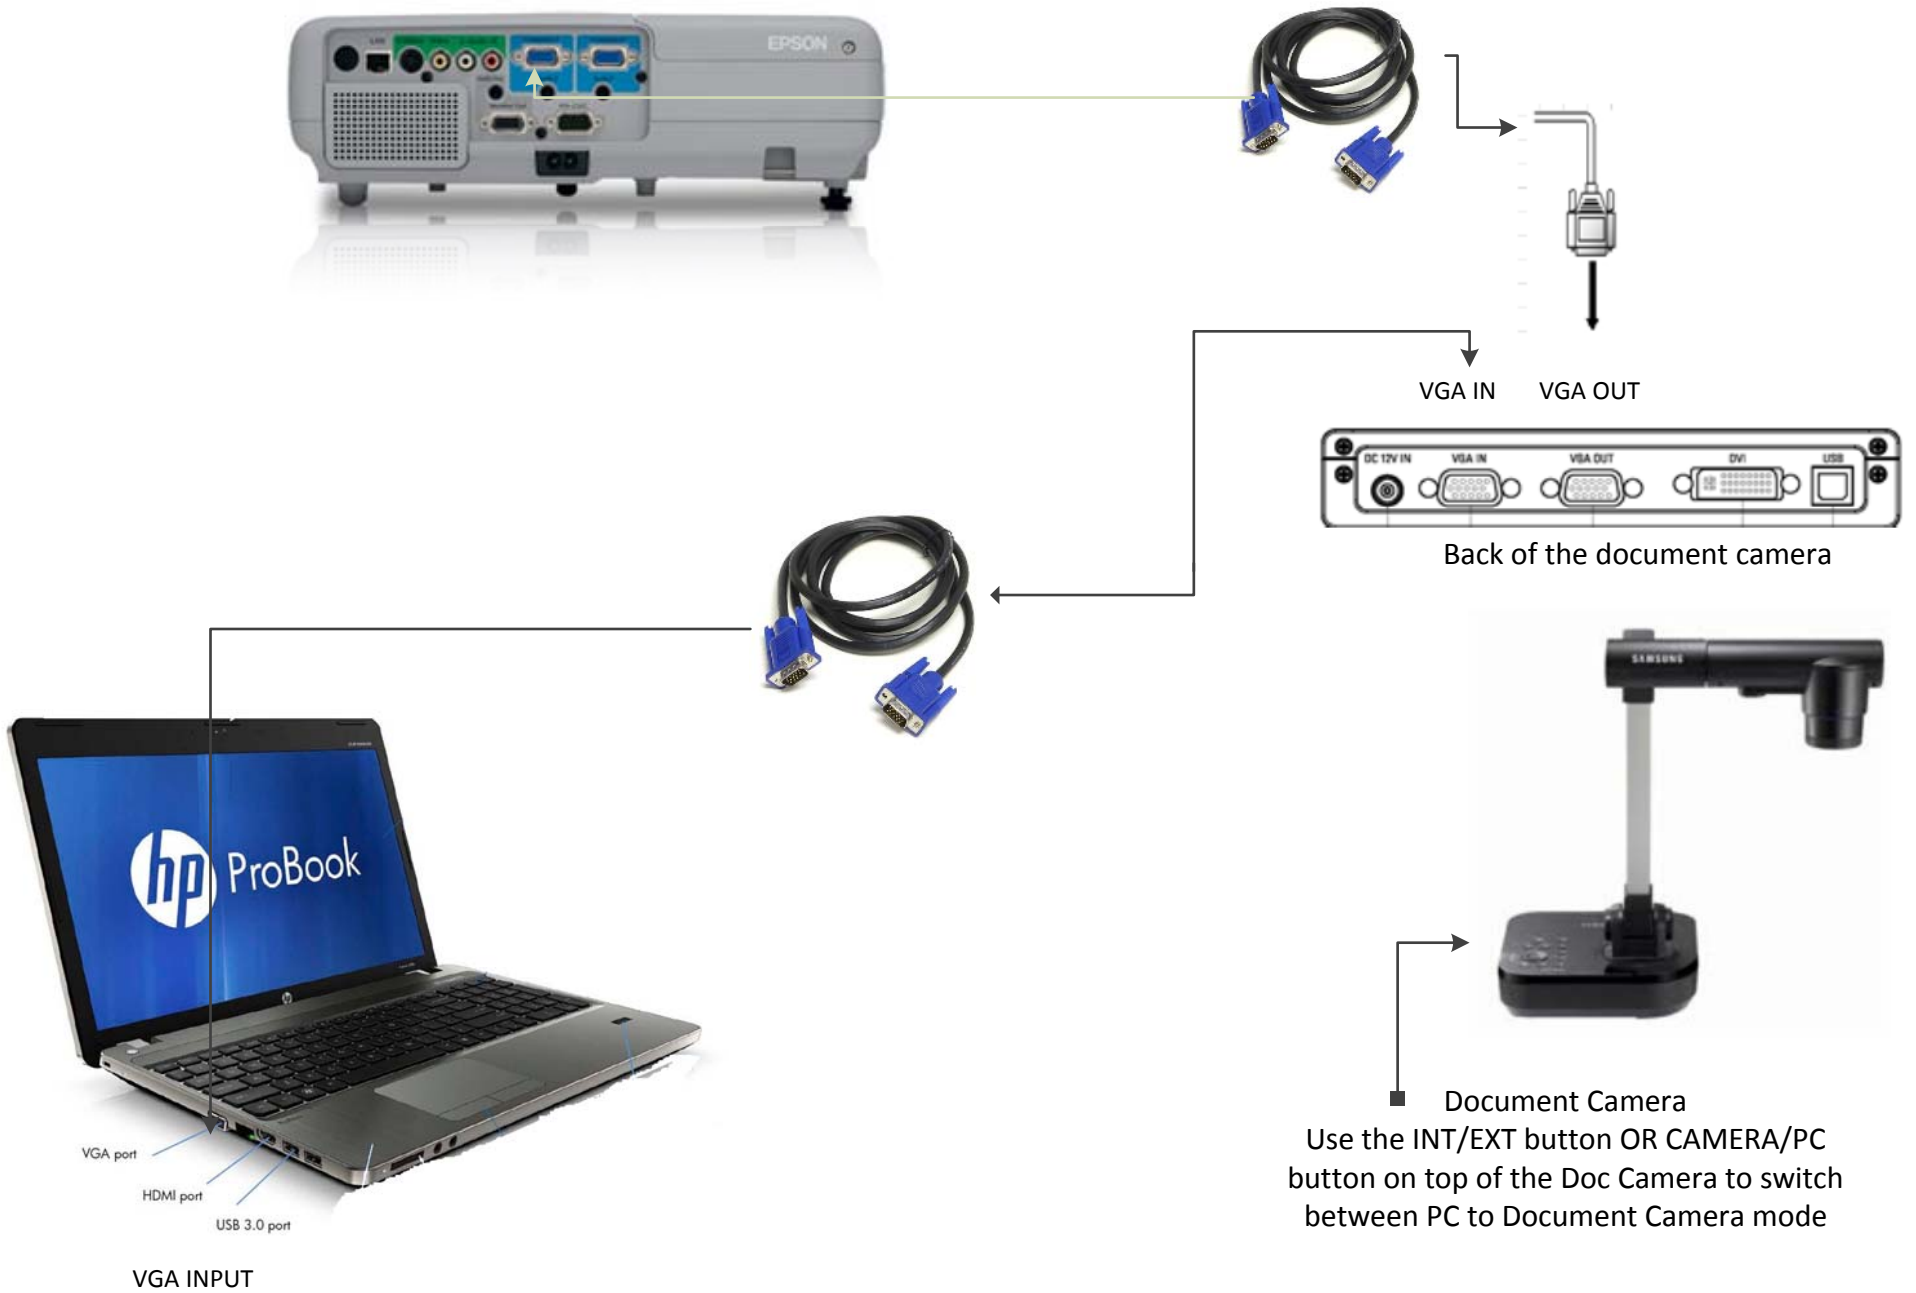 EPSON
LAN
VGA IN
VGA OUT
DC 12V IN
VGA IN
VGA OUT
DVI
USB
Back of the document camera
SAMSUNG
hp
ProBook
hp
VGA port
HDMI port
USB 3.0 port
VGA INPUT
Document Camera
Use the INT/EXT button OR CAMERA/PC
button on top of the Doc Camera to switch
between PC to Document Camera mode